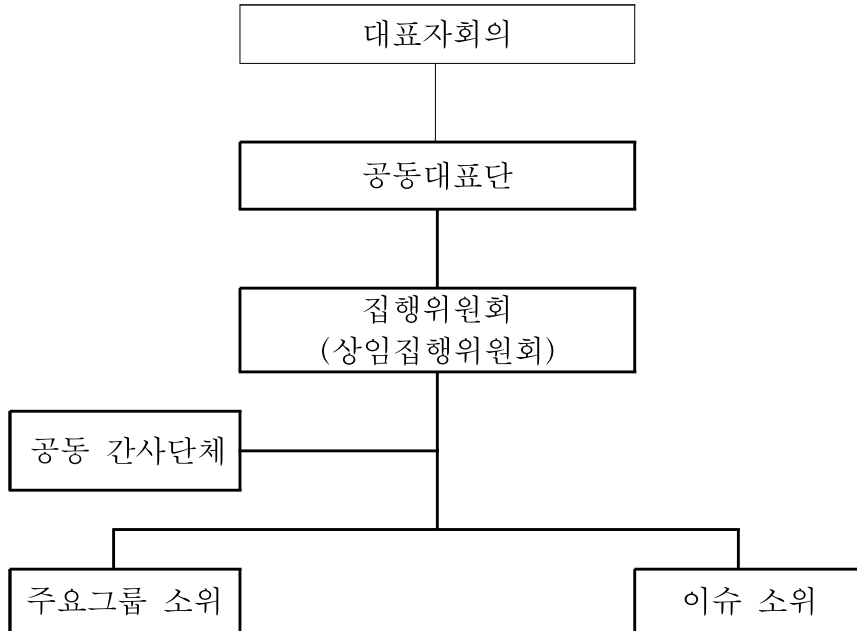 대표자회의
공동대표단
집행위원회
(상임집행위원회)
공동 간사단체
주요그룹 소위
이슈 소위